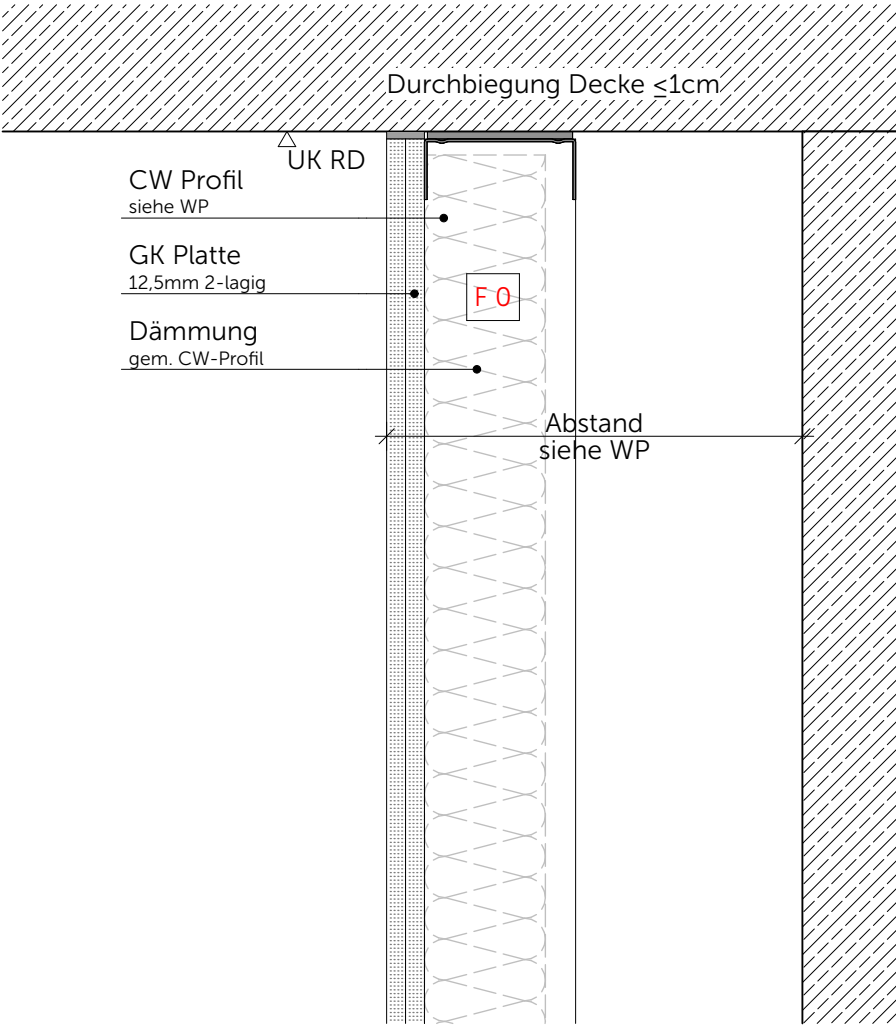 Durchbiegung Decke ≤1cm
UK RD
CW Profil
siehe WP
GK Platte
12,5mm 2-lagig
F 0
Dämmung
gem. CW-Profil
Abstand
siehe WP